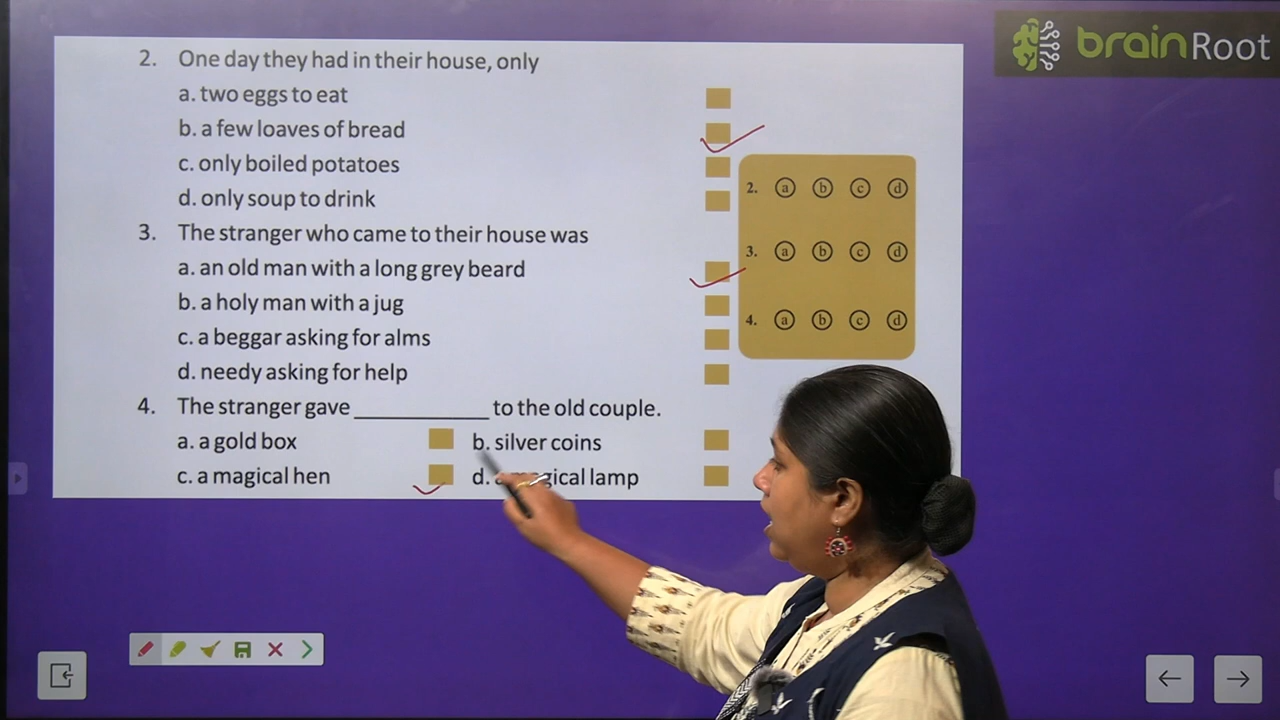 brainRoot
2. One day they had in their house, only
a. two eggs to eat
b. a few loaves of bread
c. only boiled potatoes
d. only soup to drink
2. a b c d
3. The stranger who came to their house was
3. a b c d
a. an old man with a long grey beard
b. a holy man with a jug
4. a b c d
c. a beggar asking for alms
d. needy asking for help
4. The stranger gave ____________ to the old couple.
a. a gold box b. silver coins
c. a magical hen d. a magical lamp